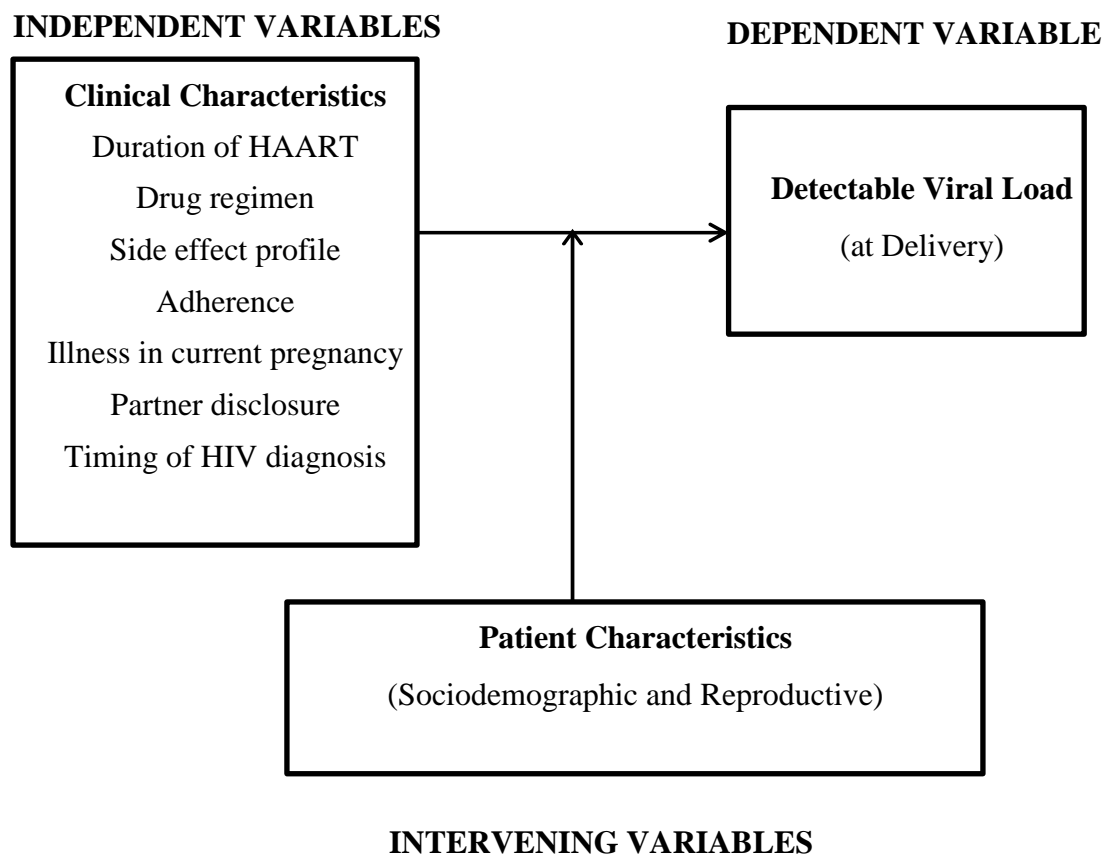 INDEPENDENT VARIABLES
Clinical Characteristics
Duration of HAART
Drug regimen
Side effect profile
Adherence
Illness in current pregnancy
Partner disclosure
Timing of HIV diagnosis
DEPENDENT VARIABLE
Detectable Viral Load
(at Delivery)
Patient Characteristics
(Sociodemographic and Reproductive)
INTERVENING VARIABLES